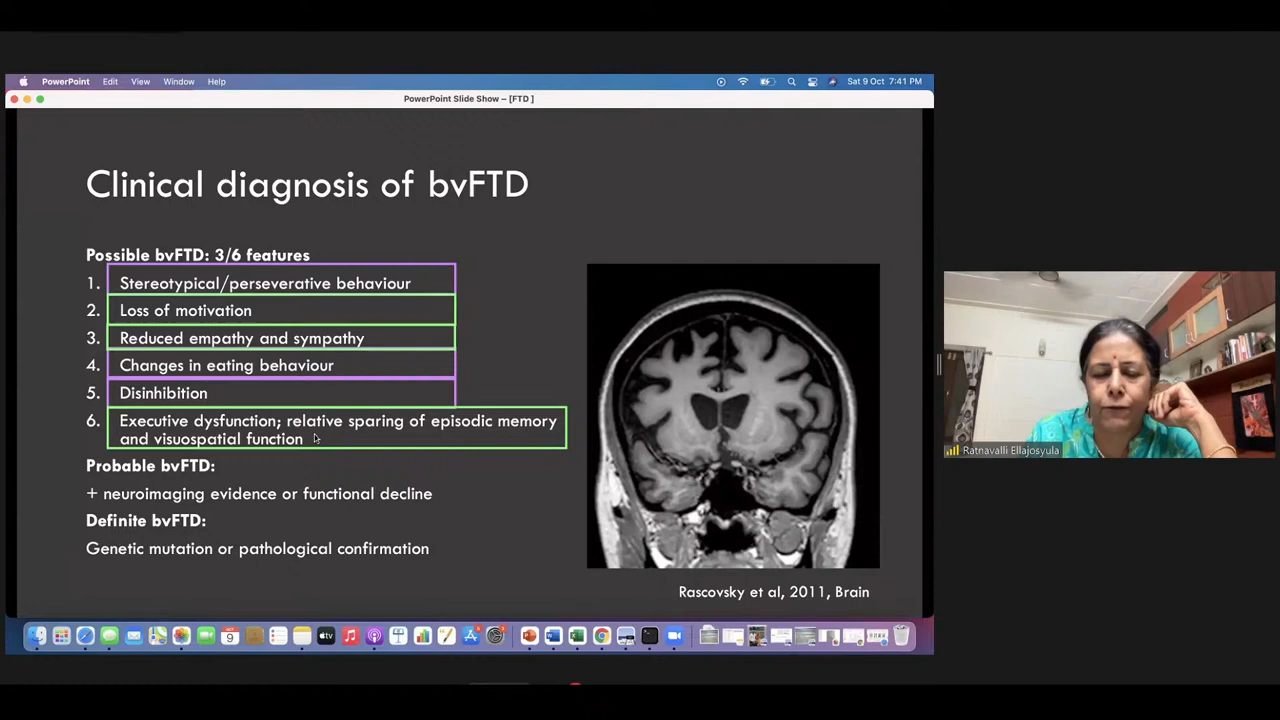 PowerPoint Edit View Window Help Sat 9 Oct 7:41 PM
PowerPoint Slide Show – [FTD ]
Clinical diagnosis of bvFTD
Possible bvFTD: 3/6 features
1. Stereotypical/perseverative behaviour
2. Loss of motivation
3. Reduced empathy and sympathy
4. Changes in eating behaviour
5. Disinhibition
6. Executive dysfunction; relative sparing of episodic memory
and visuospatial function
Probable bvFTD:
+ neuroimaging evidence or functional decline
Definite bvFTD:
Genetic mutation or pathological confirmation
Rascovsky et al, 2011, Brain
Ratnavalli Ellajosyula